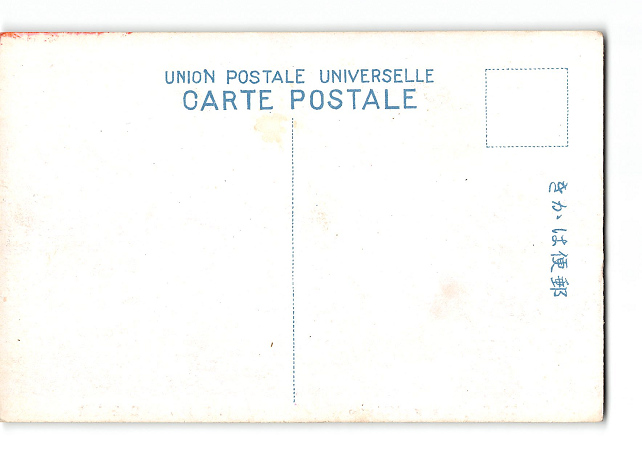 UNION POSTALE UNIVERSELLE
CARTE POSTALE
郵便はかき